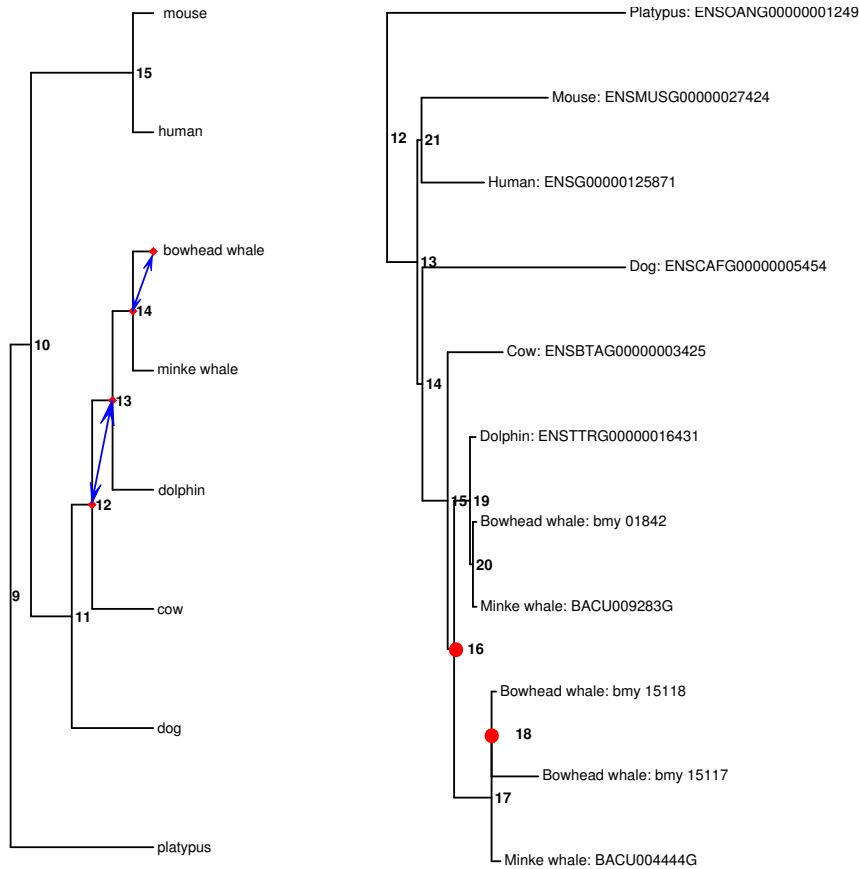 mouse
15
human
bowhead whale
14
10
minke whale
13
dolphin
12
9
cow
11
dog
platypus
Platypus: ENSOANG00000001249
Mouse: ENSMUSG00000027424
12
21
Human: ENSG00000125871
13
Dog: ENSCAFG00000005454
Cow: ENSBTAG00000003425
14
Dolphin: ENSTTRG00000016431
15
19
Bowhead whale: bmy 01842
20
Minke whale: BACU009283G
16
Bowhead whale: bmy 15118
18
Bowhead whale: bmy 15117
17
Minke whale: BACU004444G